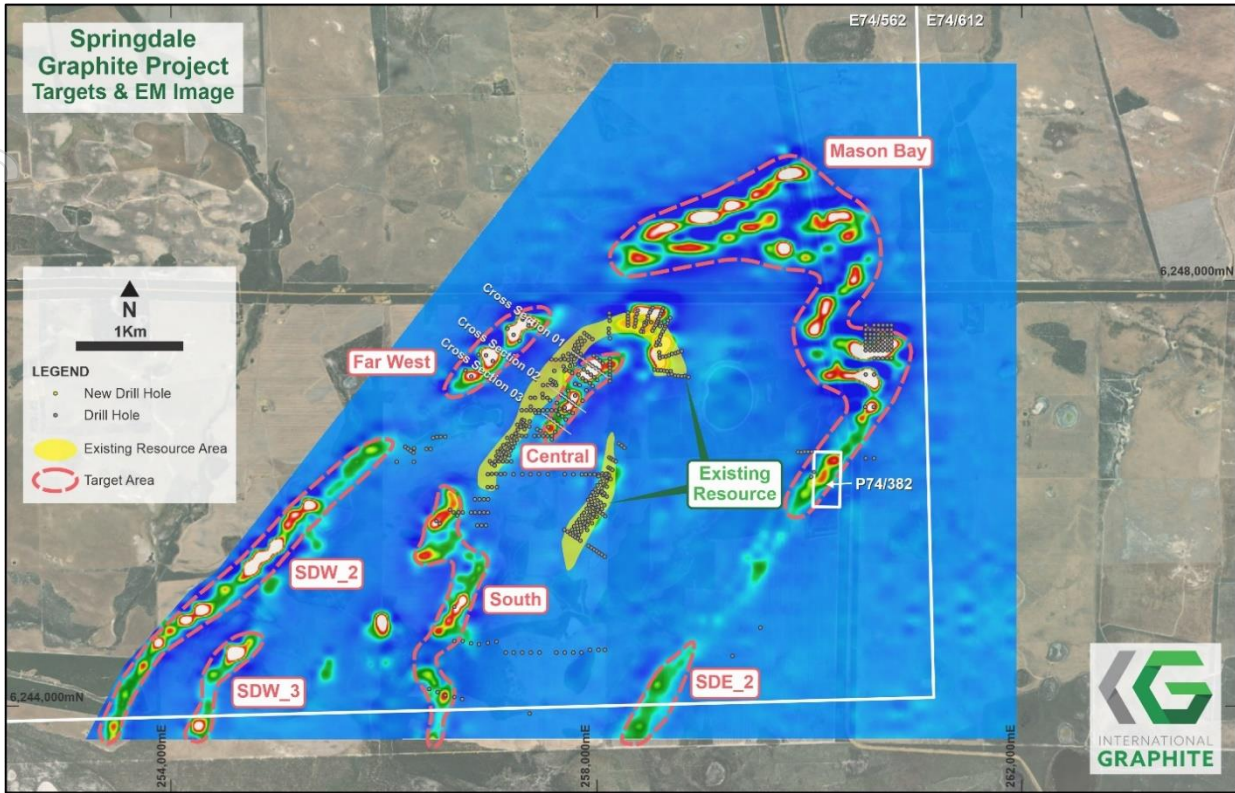 Springdale
Graphite Project
Targets & EM Image
E74/562
E74/612
Mason Bay
6,248,000mN
N
1Km
LEGEND
New Drill Hole
Drill Hole
Existing Resource Area
Target Area
Cross Section 01
Cross Section 02
Cross Section 03
Far West
Central
Existing
Resource
P74/382
SDW_2
South
SDW_3
SDE_2
6,244,000mN
254,000mE
258,000mE
262,000mE
INTERNATIONAL
GRAPHITE